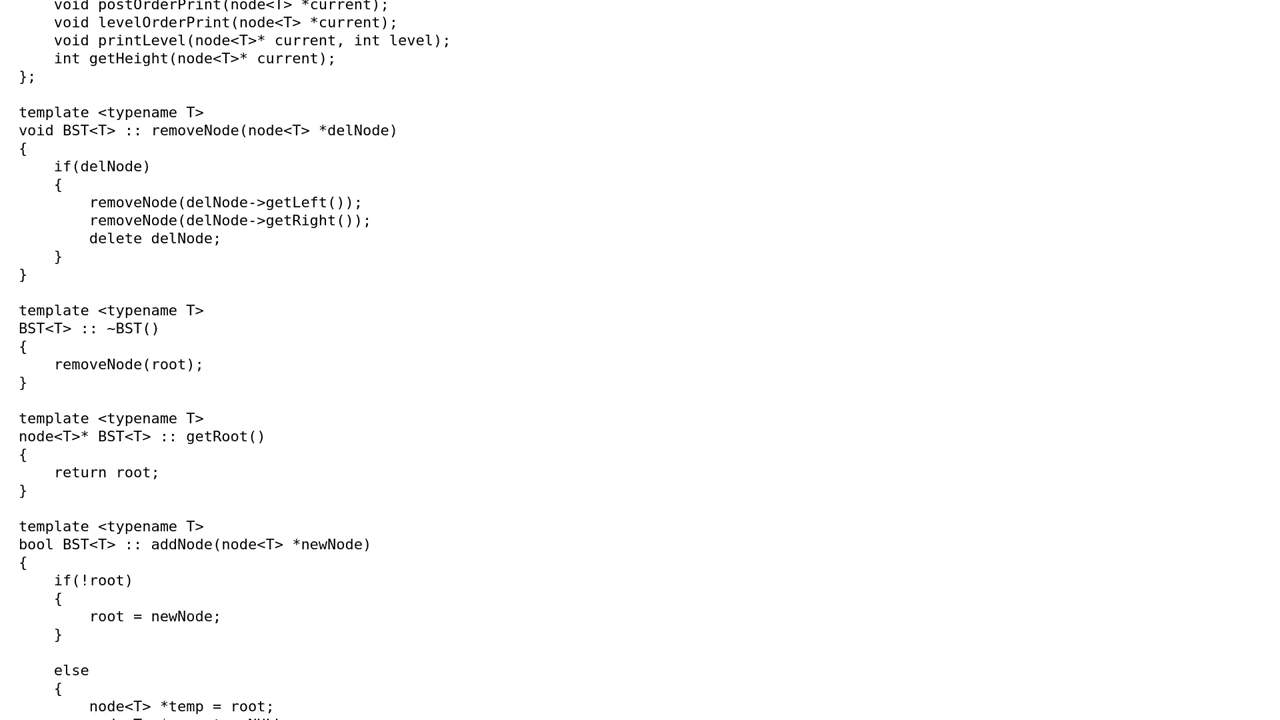 void postOrderPrint(node<T> *current);
    void levelOrderPrint(node<T> *current);
    void printLevel(node<T>* current, int level);
    int getHeight(node<T>* current);
};

template <typename T>
void BST<T> :: removeNode(node<T> *delNode)
{
    if(delNode)
    {
        removeNode(delNode->getLeft());
        removeNode(delNode->getRight());
        delete delNode;
    }
}

template <typename T>
BST<T> :: ~BST()
{
    removeNode(root);
}

template <typename T>
node<T>* BST<T> :: getRoot()
{
    return root;
}

template <typename T>
bool BST<T> :: addNode(node<T> *newNode)
{
    if(!root)
    {
        root = newNode;
    }

    else
    {
        node<T> *temp = root;